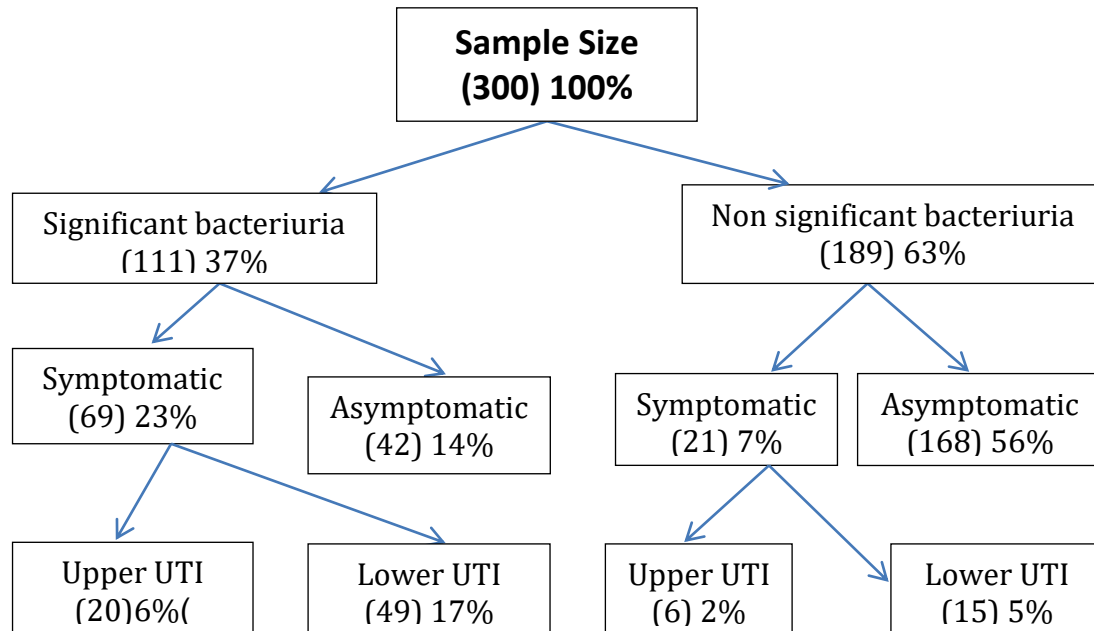 Sample Size
(300) 100%
Significant bacteriuria
(111) 37%
Non significant bacteriuria
(189) 63%
Symptomatic
(69) 23%
Asymptomatic
(42) 14%
Symptomatic
(21) 7%
Asymptomatic
(168) 56%
Upper UTI
(20)6%(
Lower UTI
(49) 17%
Upper UTI
(6) 2%
Lower UTI
(15) 5%